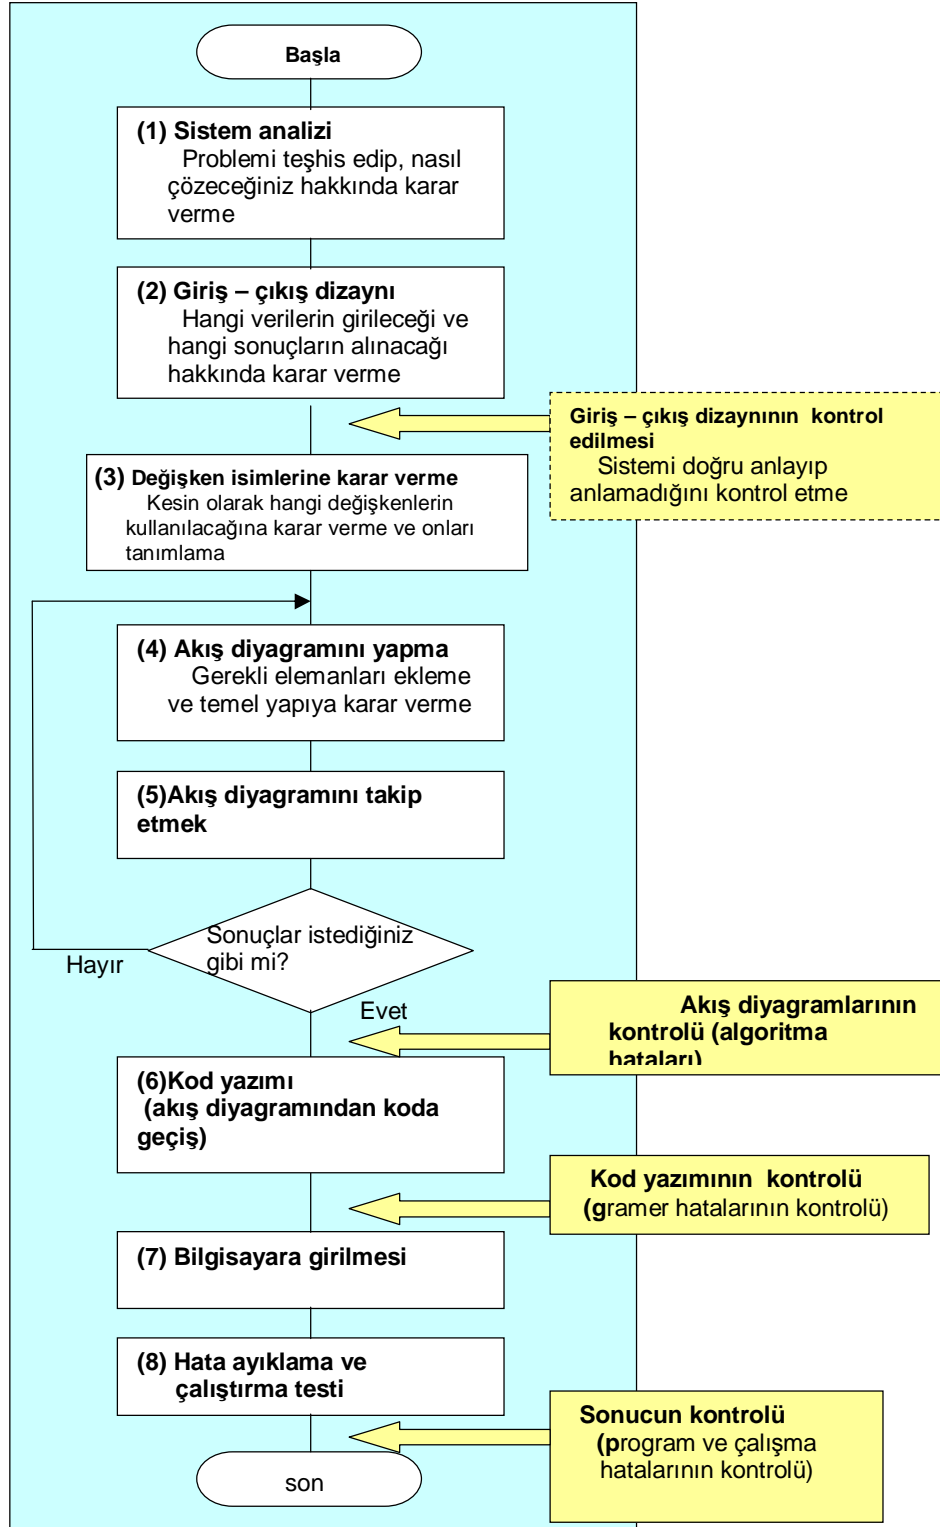 Başla
(1) Sistem analizi
Problemi teşhis edip, nasıl
çözeceğiniz hakkında karar
verme
(2) Giriş – çıkış dizaynı
Hangi verilerin girileceği ve
hangi sonuçların alınacağı
hakkında karar verme
Giriş – çıkış dizaynının kontrol
edilmesi
Sistemi doğru anlayıp
anlamadığını kontrol etme
(3) Değişken isimlerine karar verme
Kesin olarak hangi değişkenlerin
kullanılacağına karar verme ve onları
tanımlama
(4) Akış diyagramını yapma
Gerekli elemanları ekleme
ve temel yapıya karar verme
(5)Akış diyagramını takip
etmek
Sonuçlar istediğiniz
gibi mi?
Hayır
Evet
Akış diyagramlarının
kontrolü (algoritma
hataları)
(6)Kod yazımı
(akış diyagramından koda
geçiş)
Kod yazımının kontrolü
(gramer hatalarının kontrolü)
(7) Bilgisayara girilmesi
(8) Hata ayıklama ve
çalıştırma testi
Sonucun kontrolü
(program ve çalışma
hatalarının kontrolü)
son